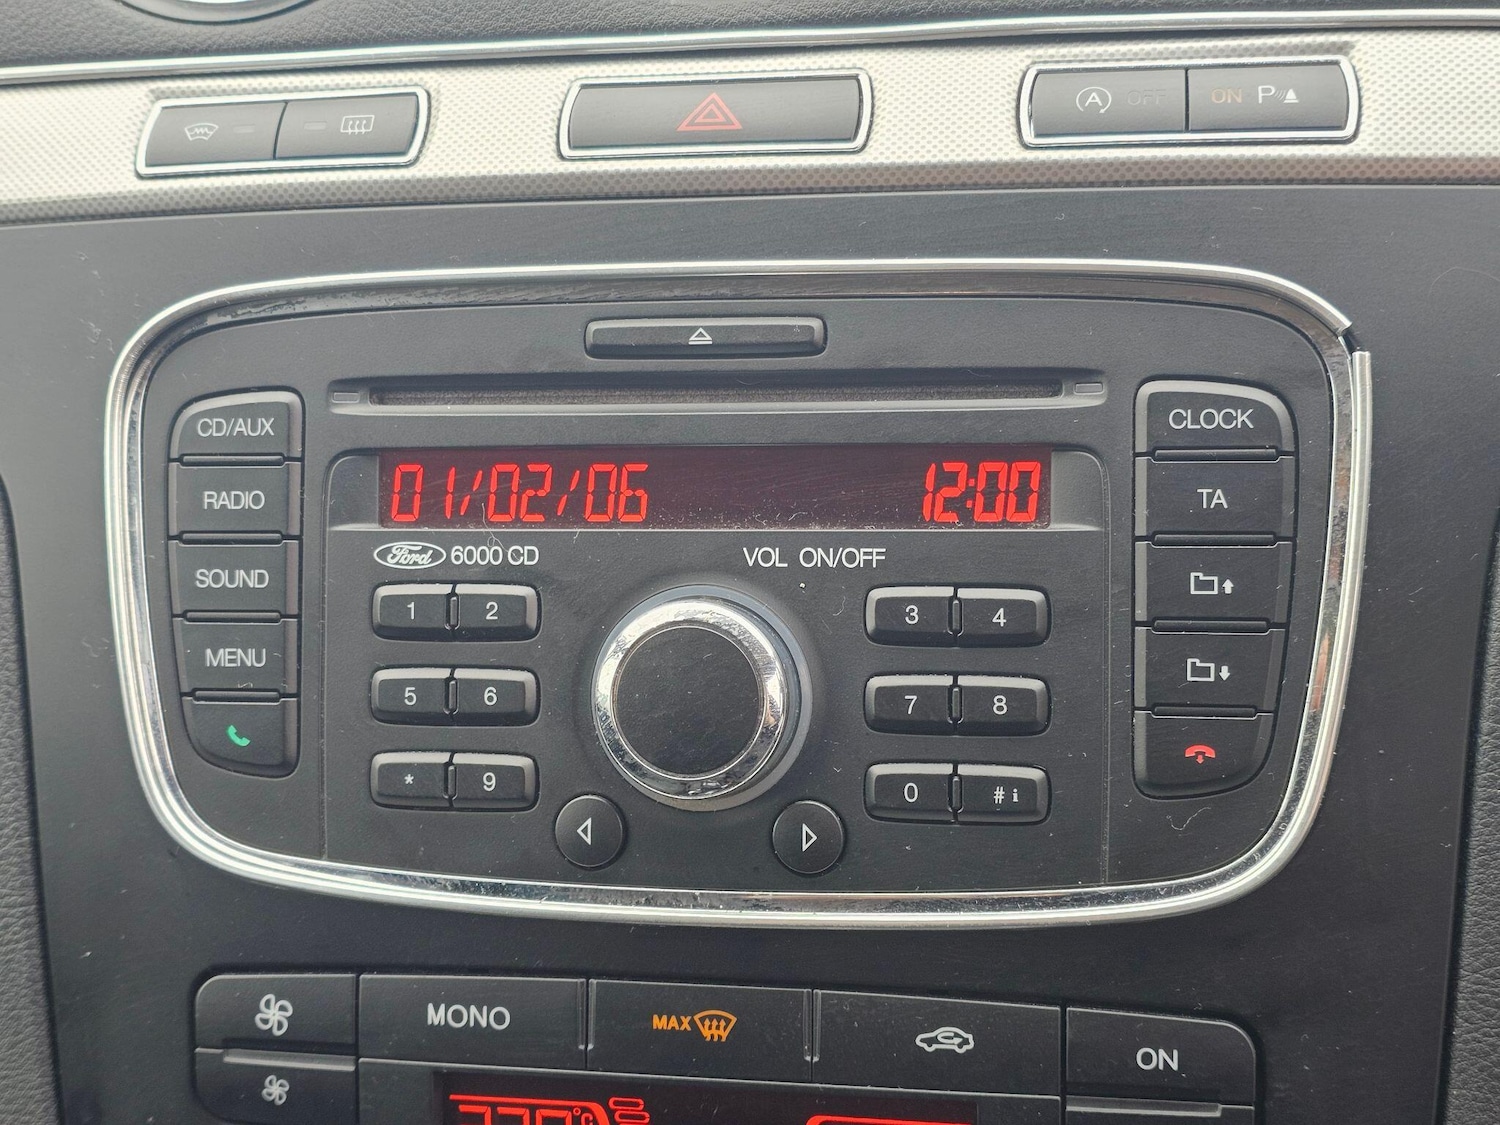 A OFF ON P
CD/AUX
RADIO
SOUND
MENU
01/02/06 12:00
Ford 6000 CD
VOL ON/OFF
1 2
5 6
* 9
3 4
7 8
0 # i
CLOCK
TA
MONO
MAX
ON